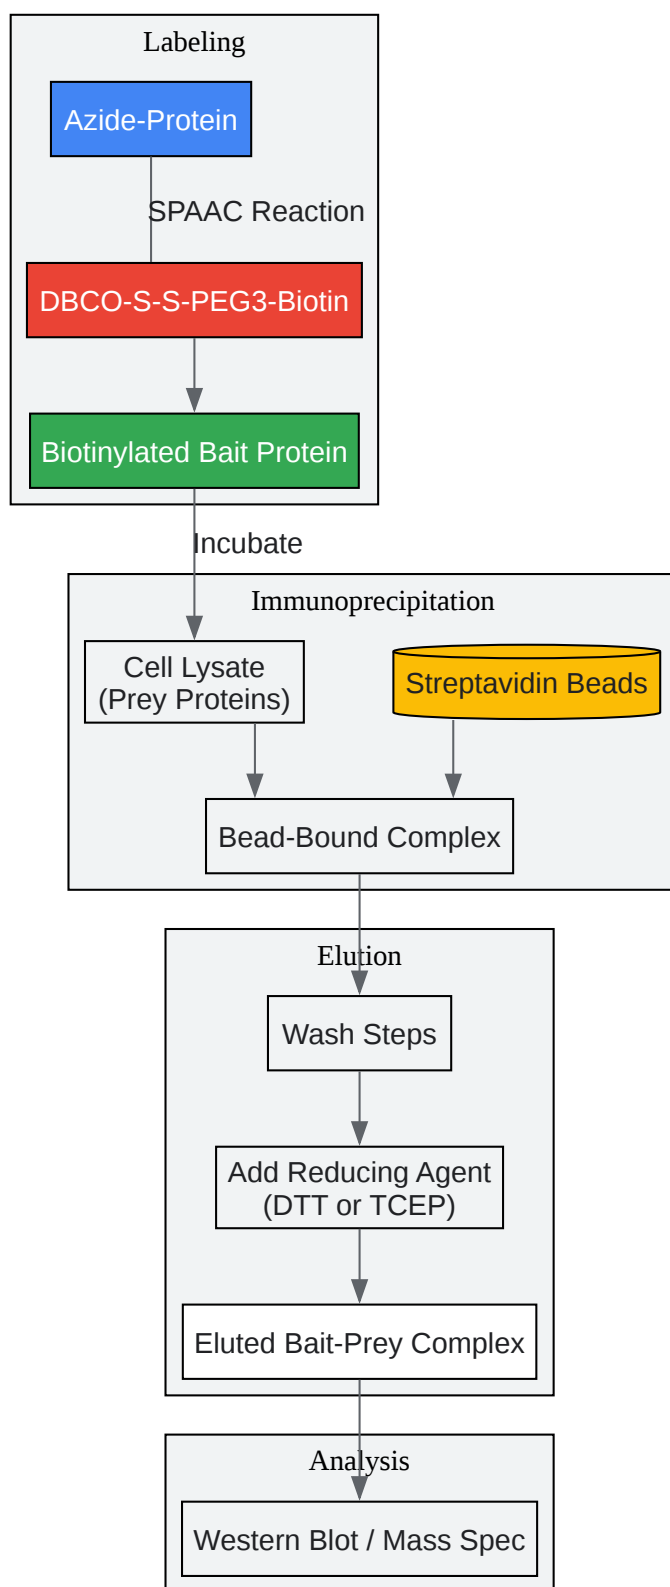 Labeling
Azide-Protein
SPAAC Reaction
DBCO-S-S-PEG3-Biotin
Biotinylated Bait Protein
Incubate
Immunoprecipitation
Cell Lysate
(Prey Proteins)
Streptavidin Beads
Bead-Bound Complex
Elution
Wash Steps
Add Reducing Agent
(DTT or TCEP)
Eluted Bait-Prey Complex
Analysis
Western Blot / Mass Spec